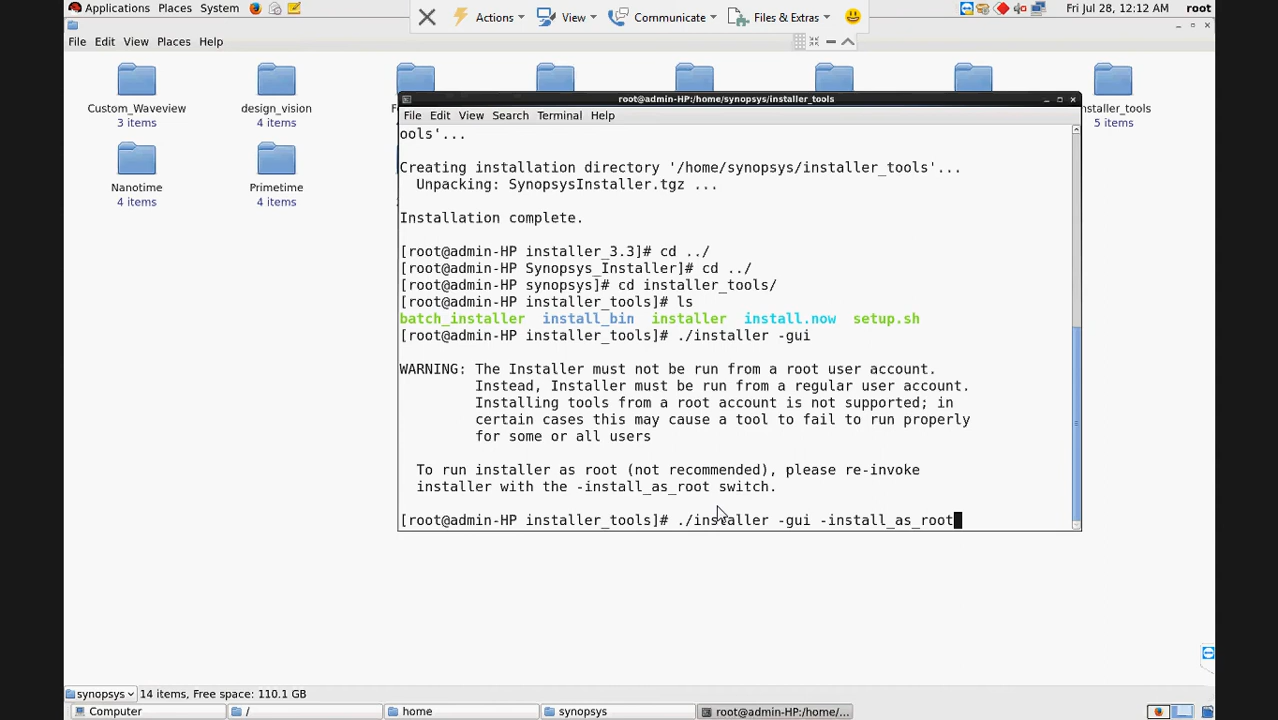 Applications Places System
Actions View Communicate Files & Extras
Fri Jul 28, 12:12 AM root
File Edit View Places Help
Custom_Waveview
3 items
design_vision
4 items
5 items
Nanotime
4 items
Primetime
4 items
root@admin-HP:/home/synopsys/installer_tools
File Edit View Search Terminal Help
ools'...
Creating installation directory '/home/synopsys/installer_tools'...
Unpacking: SynopsysInstaller.tgz ...
Installation complete.
[root@admin-HP installer_3.3]# cd ../
[root@admin-HP Synopsys_Installer]# cd ../
[root@admin-HP synopsys]# cd installer_tools/
[root@admin-HP installer_tools]# ls
batch_installer install_bin installer install.now setup.sh
[root@admin-HP installer_tools]# ./installer -gui
WARNING: The Installer must not be run from a root user account.
Instead, Installer must be run from a regular user account.
Installing tools from a root account is not supported; in
certain cases this may cause a tool to fail to run properly
for some or all users
To run installer as root (not recommended), please re-invoke
installer with the -install_as_root switch.
[root@admin-HP installer_tools]# ./installer -gui -install_as_root
synopsys 14 items, Free space: 110.1 GB
Computer / home synopsys root@admin-HP:/home/...